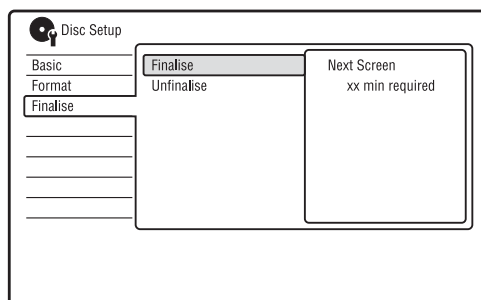 Disc Setup
Basic
Format
Finalise
Finalise
Unfinalise
Next Screen
xx min required